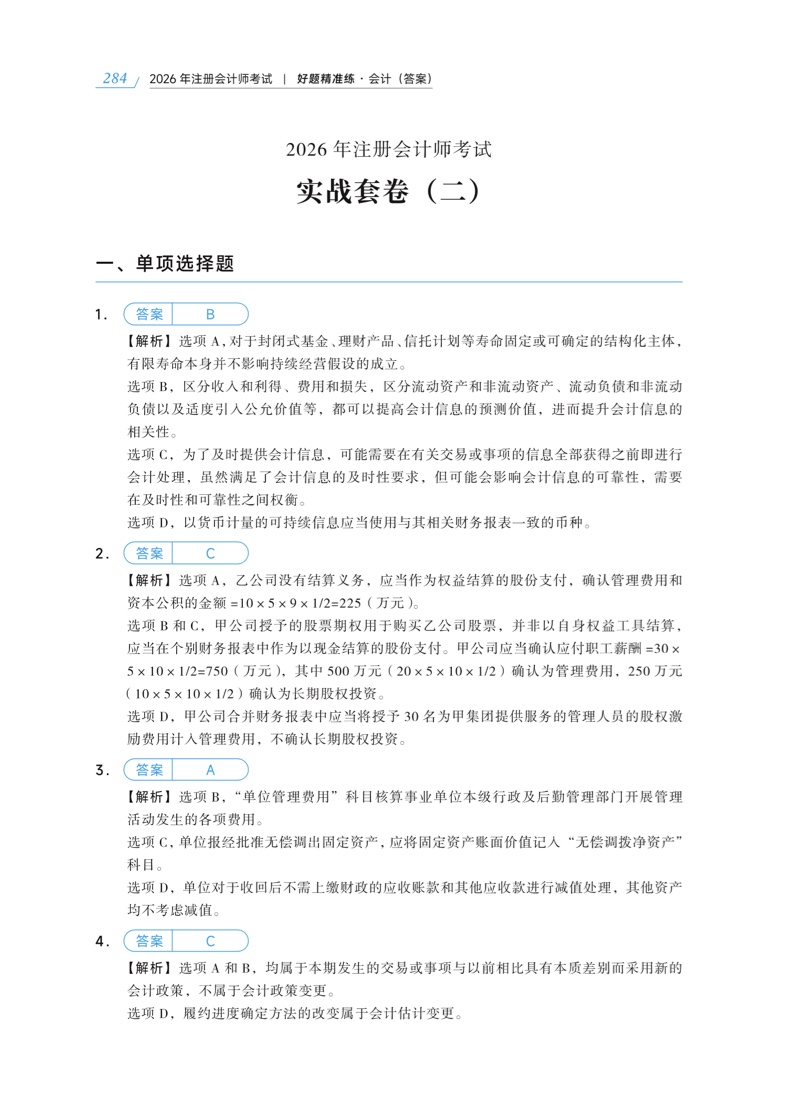 284 2026 年注册会计师考试 | 好题精准练 · 会计（答案）
2026 年注册会计师考试
实战套卷（二）
一、单项选择题
1. 答案 B
【解析】选项 A，对于封闭式基金、理财产品、信托计划等寿命固定或可确定的结构化主体，
有限寿命本身并不影响持续经营假设的成立。
选项 B，区分收入和利得、费用和损失，区分流动资产和非流动资产、流动负债和非流动
负债以及适度引入公允价值等，都可以提高会计信息的预测价值，进而提升会计信息的
相关性。
选项 C，为了及时提供会计信息，可能需要在有关交易或事项的信息全部获得之前即进行
会计处理，虽然满足了会计信息的及时性要求，但可能会影响会计信息的可靠性，需要
在及时性和可靠性之间权衡。
选项 D，以货币计量的可持续信息应当使用与其相关财务报表一致的币种。
2. 答案 C
【解析】选项 A，乙公司没有结算义务，应当作为权益结算的股份支付，确认管理费用和
资本公积的金额 =10 × 5 × 9 × 1/2=225（万元）。
选项 B 和 C，甲公司授予的股票期权用于购买乙公司股票，并非以自身权益工具结算，
应当在个别财务报表中作为以现金结算的股份支付。甲公司应当确认应付职工薪酬 =30 ×
5 × 10 × 1/2=750（万元），其中 500 万元（20 × 5 × 10 × 1/2）确认为管理费用，250 万元
（10 × 5 × 10 × 1/2）确认为长期股权投资。
选项 D，甲公司合并财务报表中应当将授予 30 名为甲集团提供服务的管理人员的股权激
励费用计入管理费用，不确认长期股权投资。
3. 答案 A
【解析】选项 B，“单位管理费用”科目核算事业单位本级行政及后勤管理部门开展管理
活动发生的各项费用。
选项 C，单位报经批准无偿调出固定资产，应将固定资产账面价值记入“无偿调拨净资产”
科目。
选项 D，单位对于收回后不需上缴财政的应收账款和其他应收款进行减值处理，其他资产
均不考虑减值。
4. 答案 C
【解析】选项 A 和 B，均属于本期发生的交易或事项与以前相比具有本质差别而采用新的
会计政策，不属于会计政策变更。
选项 D，履约进度确定方法的改变属于会计估计变更。